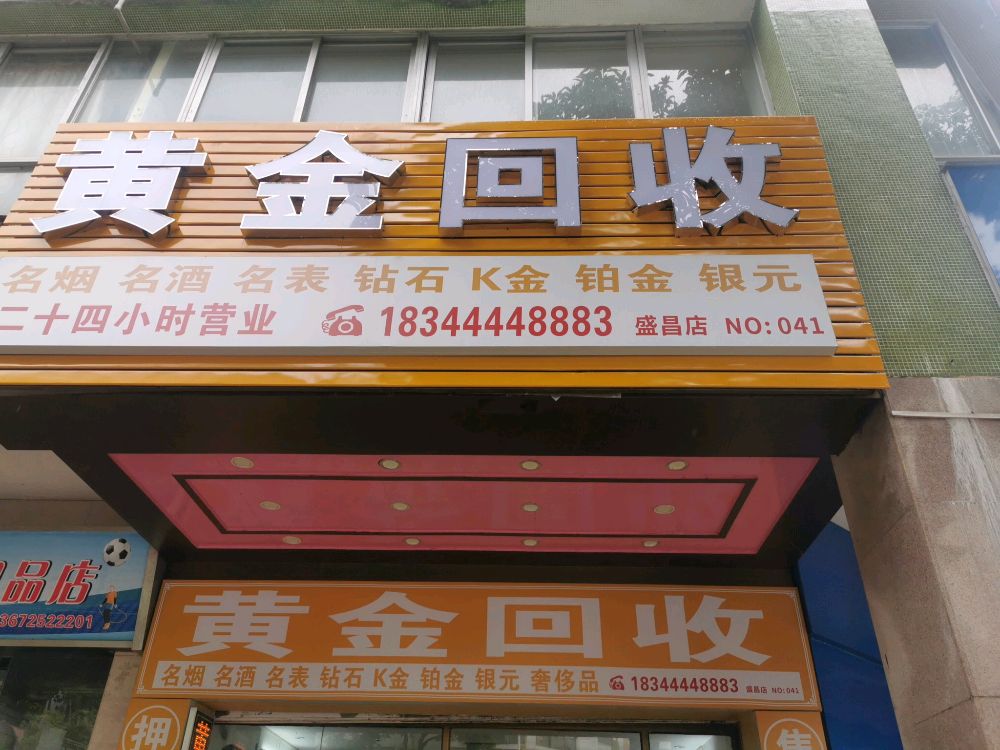 黄金回收
名烟 名酒 名表 钻石 K金 铂金 银元
二十四小时营业 ☎18344448883 盛昌店 NO:041
品店
3672522201
黄金回收
名烟 名酒 名表 钻石 K金 铂金 银元 奢侈品 ☎18344448883 盛昌店 NO:041
押
售